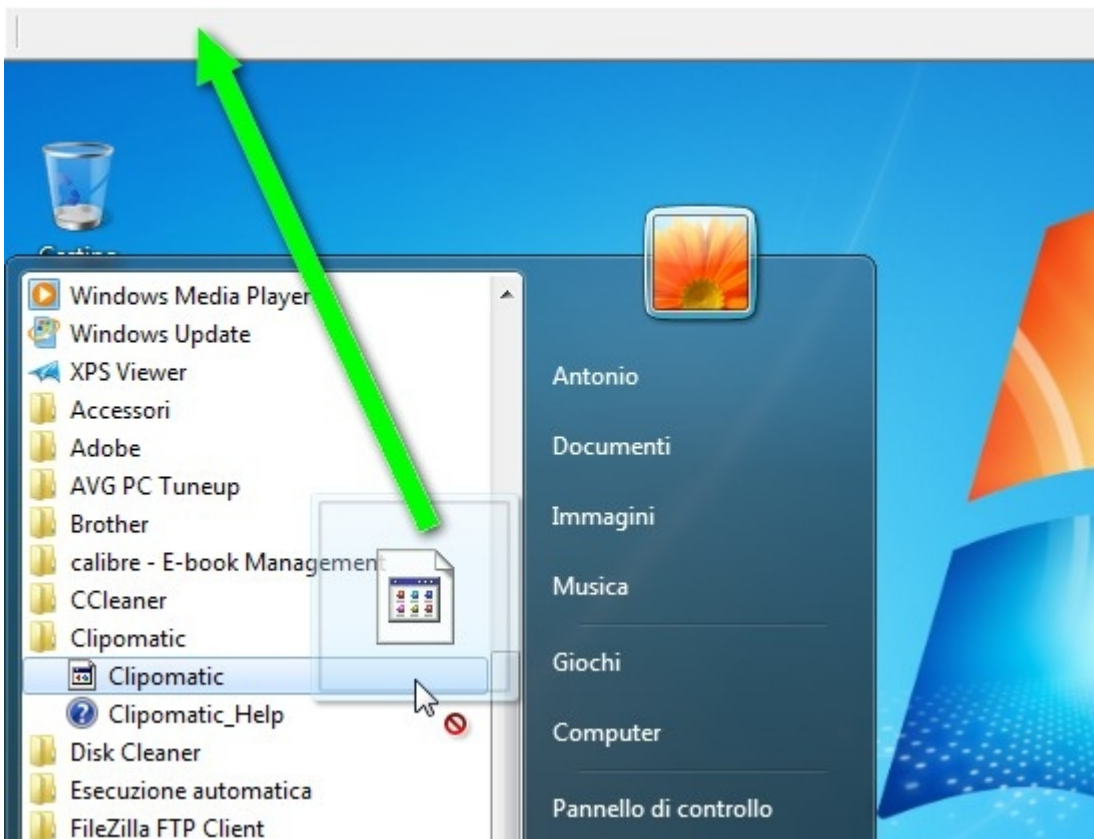 Windows Media Player
Windows Update
XPS Viewer
Accessori
Adobe
AVG PC Tuneup
Brother
calibre - E-book Management
CCleaner
Clipomatic
Clipomatic
Clipomatic_Help
Disk Cleaner
Esecuzione automatica
FileZilla FTP Client
Antonio
Documenti
Immagini
Musica
Giochi
Computer
Pannello di controllo